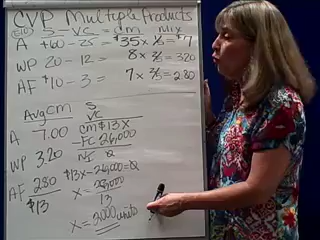 CVP Multiple Products
E10 S - VC = CM Mix
A $60 - 25 = $35 x 1/5 = $7
WP 20 - 12 = 8 x 2/5 = 3.20
AF $10 - 3 = 7 x 2/5 = 2.80
Avg CM S
VC
A 7.00 CM $13X
WP 3.20 - FC 26,000
AF 2.80 NI 0
$13 $13X - 26,000 = 0
X = 26000
13
X = 2000 units